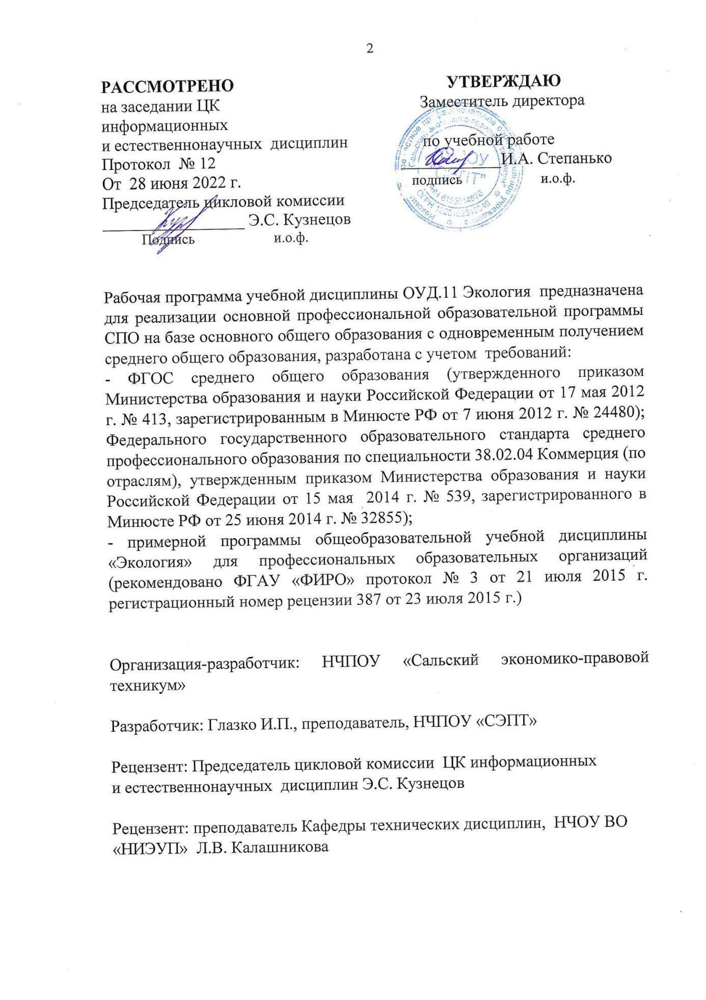 2
РАССМОТРЕНО
на заседании ЦК
информационных
и естественнонаучных дисциплин
Протокол № 12
От 28 июня 2022 г.
Председатель цикловой комиссии
_________________ Э.С. Кузнецов
Подпись и.о.ф.
УТВЕРЖДАЮ
Заместитель директора
по учебной работе
____________И.А. Степанько
подпись и.о.ф.
Рабочая программа учебной дисциплины ОУД.11 Экология предназначена
для реализации основной профессиональной образовательной программы
СПО на базе основного общего образования с одновременным получением
среднего общего образования, разработана с учетом требований:
- ФГОС среднего общего образования (утвержденного приказом
Министерства образования и науки Российской Федерации от 17 мая 2012
г. № 413, зарегистрированным в Минюсте РФ от 7 июня 2012 г. № 24480);
Федерального государственного образовательного стандарта среднего
профессионального образования по специальности 38.02.04 Коммерция (по
отраслям), утвержденным приказом Министерства образования и науки
Российской Федерации от 15 мая 2014 г. № 539, зарегистрированного в
Минюсте РФ от 25 июня 2014 г. № 32855);
- примерной программы общеобразовательной учебной дисциплины
«Экология» для профессиональных образовательных организаций
(рекомендовано ФГАУ «ФИРО» протокол № 3 от 21 июля 2015 г.
регистрационный номер рецензии 387 от 23 июля 2015 г.)
Организация-разработчик: НЧПОУ «Сальский экономико-правовой
техникум»
Разработчик: Глазко И.П., преподаватель, НЧПОУ «СЭПТ»
Рецензент: Председатель цикловой комиссии ЦК информационных
и естественнонаучных дисциплин Э.С. Кузнецов
Рецензент: преподаватель Кафедры технических дисциплин, НЧОУ ВО
«НИЭУП» Л.В. Калашникова